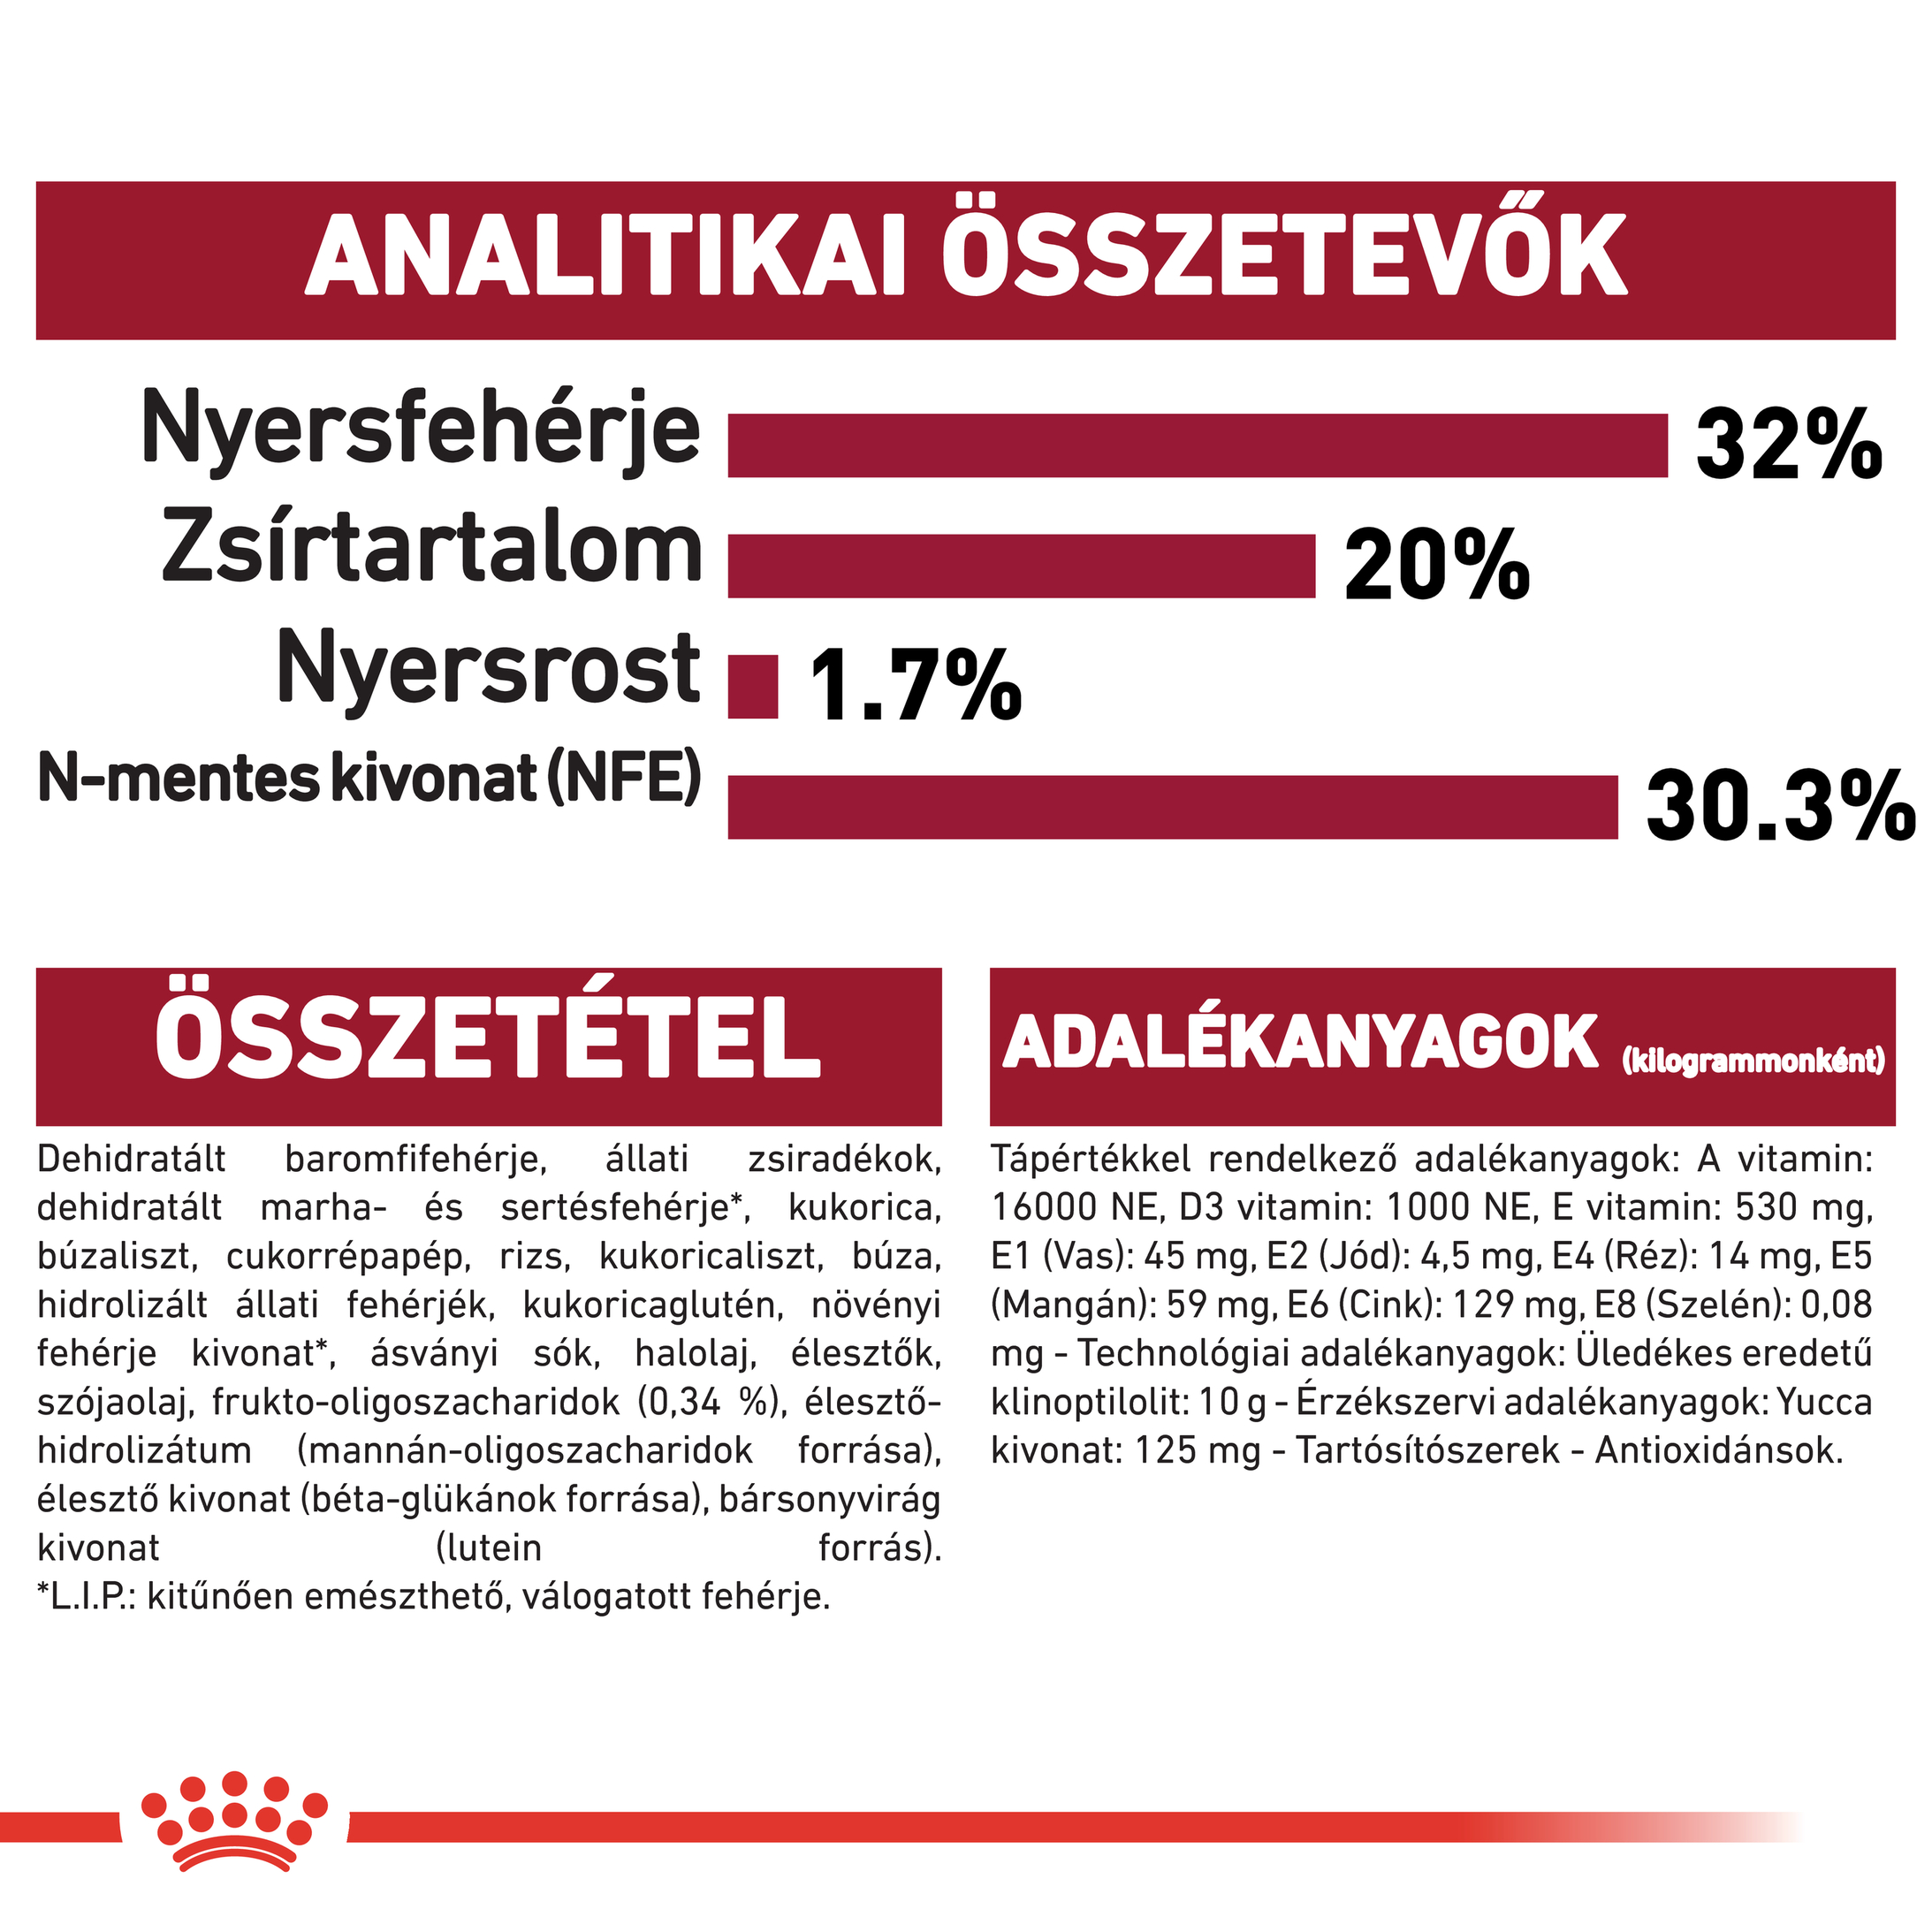 ANALITIKAI ÖSSZETEVŐK
Nyersfehérje 32%
Zsírtartalom 20%
Nyersrost 1.7%
N-mentes kivonat (NFE) 30.3%
ÖSSZETÉTEL
Dehidratált baromfifehérje, állati zsiradékok,
dehidratált marha- és sertésfehérje*, kukorica,
búzaliszt, cukorrépapép, rizs, kukoricaliszt, búza,
hidrolizált állati fehérjék, kukoricaglutén, növényi
fehérje kivonat*, ásványi sók, halolaj, élesztők,
szójaolaj, frukto-oligoszacharidok (0,34 %), élesztő-
hidrolizátum (mannán-oligoszacharidok forrása),
élesztő kivonat (béta-glükánok forrása), bársonyvirág
kivonat (lutein forrás).
*L.I.P.: kitűnően emészthető, válogatott fehérje.
ADALÉKANYAGOK (kilogrammonként)
Tápértékkel rendelkező adalékanyagok: A vitamin:
16000 NE, D3 vitamin: 1000 NE, E vitamin: 530 mg,
E1 (Vas): 45 mg, E2 (Jód): 4,5 mg, E4 (Réz): 14 mg, E5
(Mangán): 59 mg, E6 (Cink): 129 mg, E8 (Szelén): 0,08
mg - Technológiai adalékanyagok: Üledékes eredetű
klinoptilolit: 10 g - Érzékszervi adalékanyagok: Yucca
kivonat: 125 mg - Tartósítószerek - Antioxidánsok.